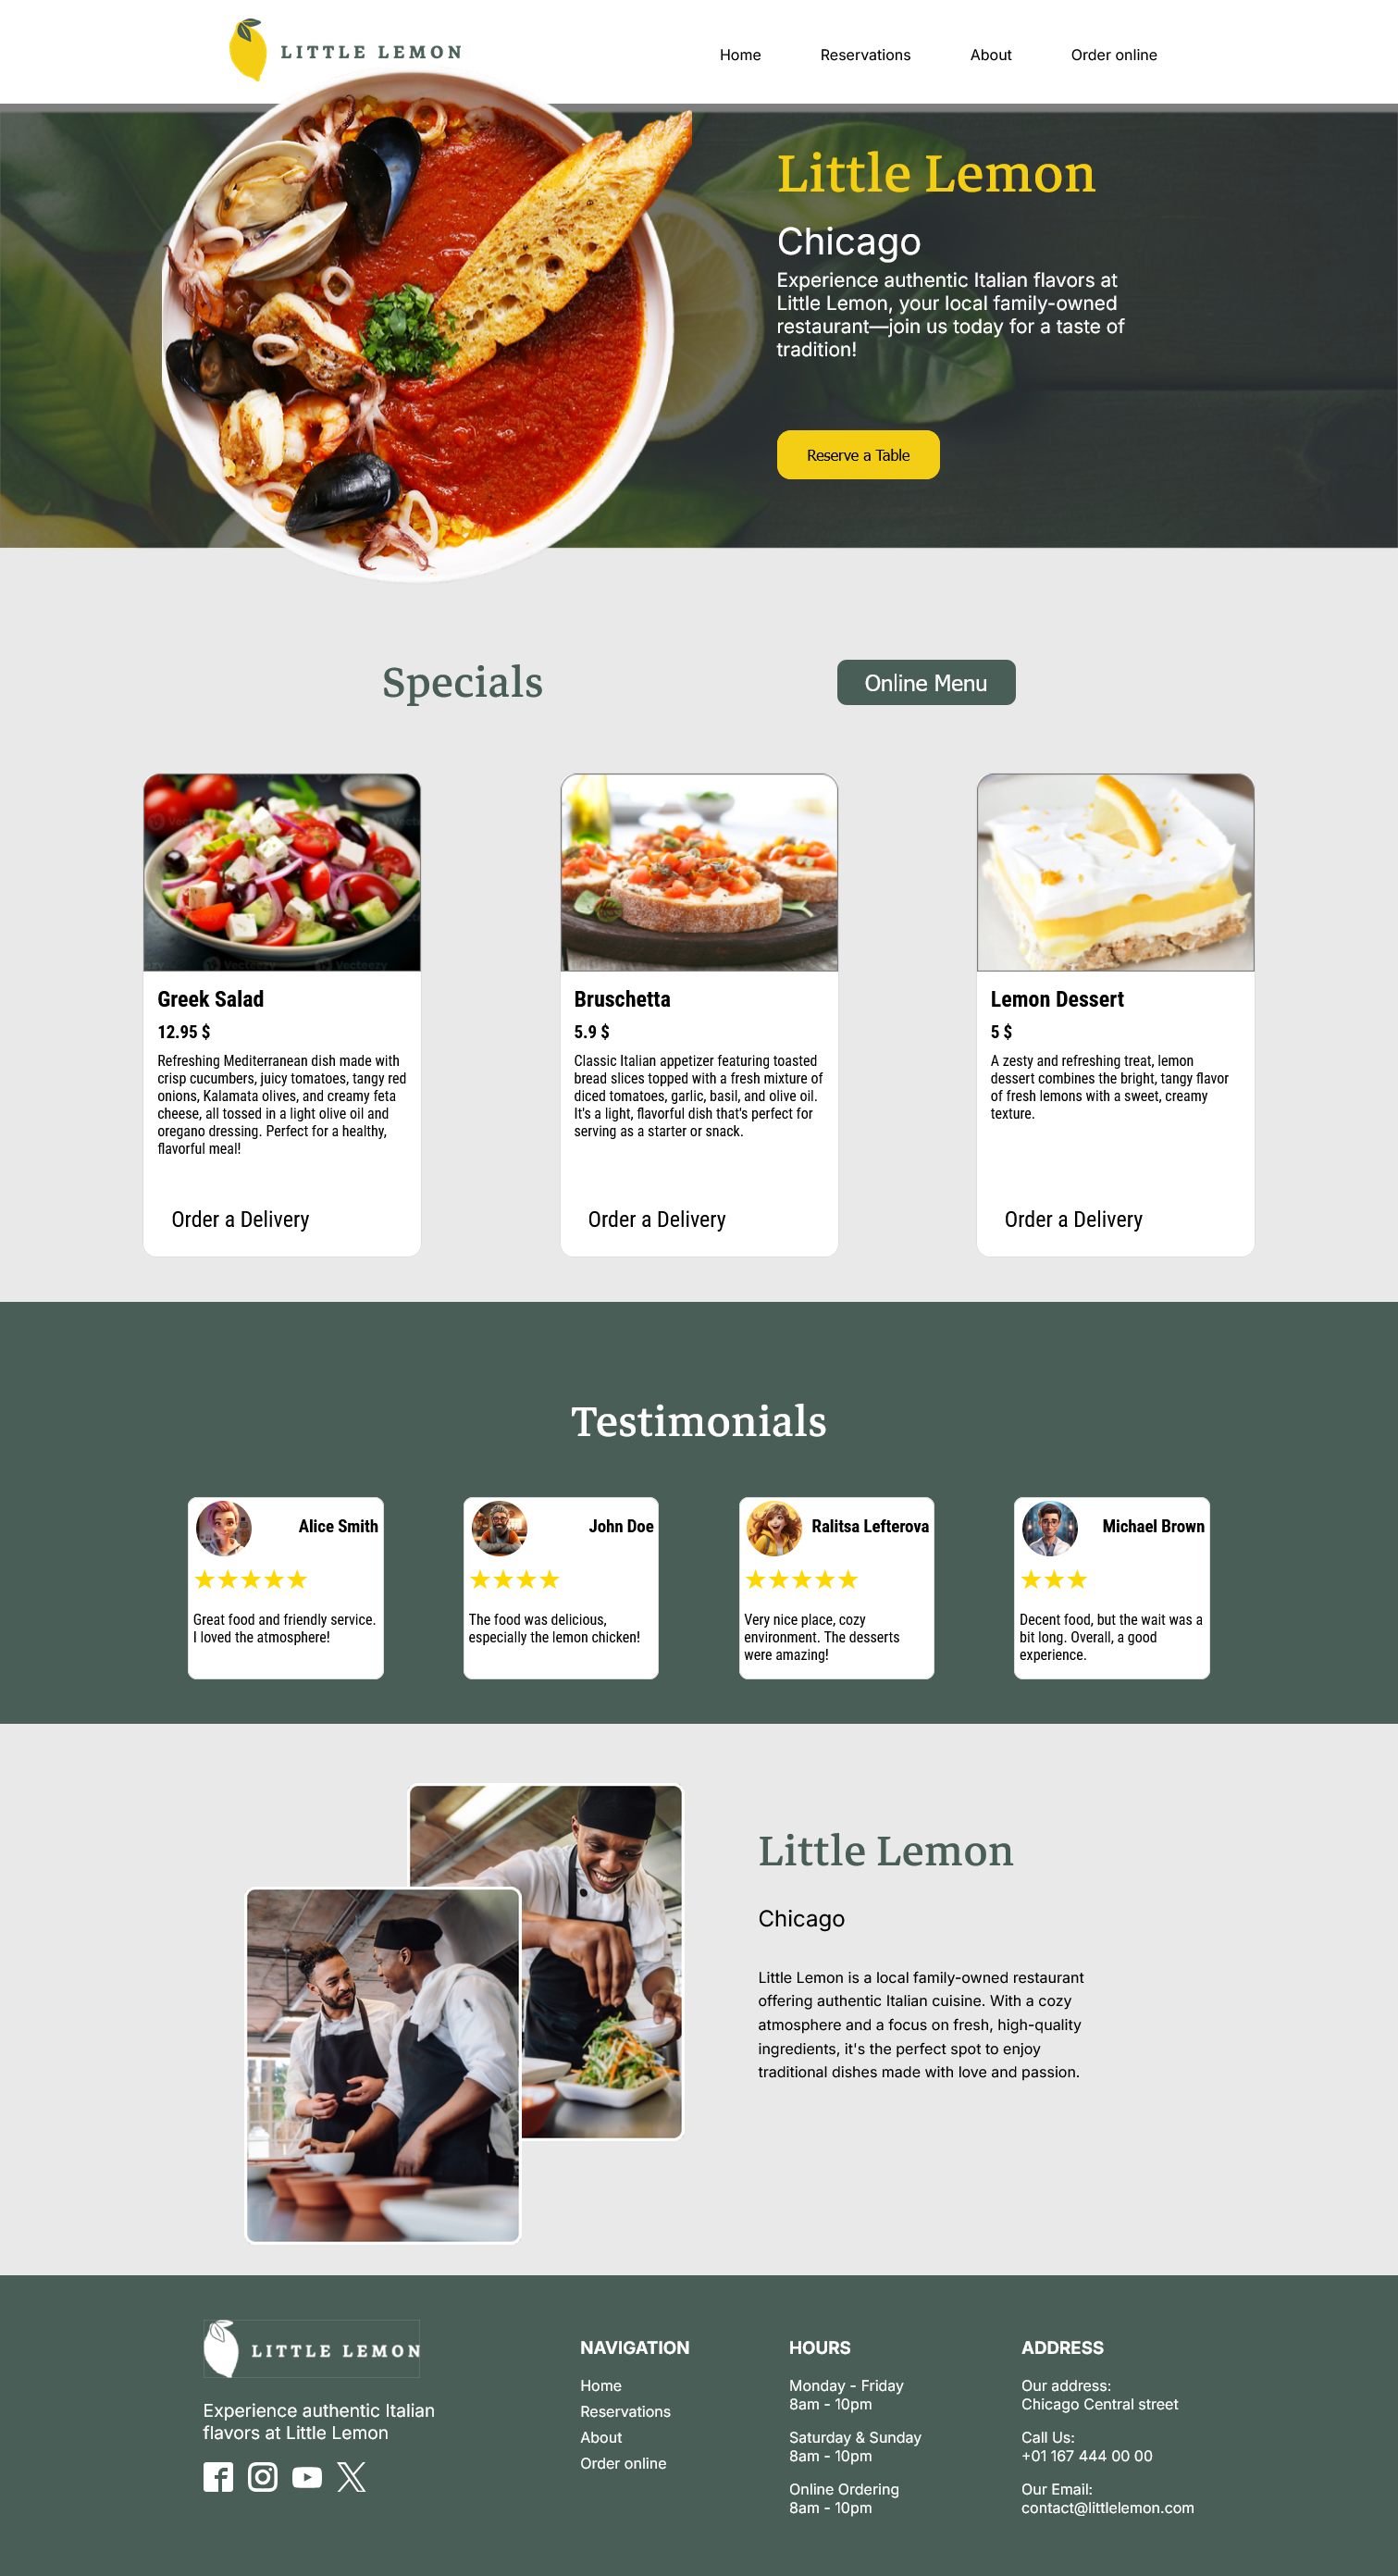 LITTLE LEMON
Home
Reservations
About
Order online
Little Lemon
Chicago
Experience authentic Italian flavors at
Little Lemon, your local family-owned
restaurant—join us today for a taste of
tradition!
Reserve a Table
Specials
Online Menu
Greek Salad
12.95 $
Refreshing Mediterranean dish made with
crisp cucumbers, juicy tomatoes, tangy red
onions, Kalamata olives, and creamy feta
cheese, all tossed in a light olive oil and
oregano dressing. Perfect for a healthy,
flavorful meal!
Order a Delivery
Bruschetta
5.9 $
Classic Italian appetizer featuring toasted
bread slices topped with a fresh mixture of
diced tomatoes, garlic, basil, and olive oil.
It's a light, flavorful dish that's perfect for
serving as a starter or snack.
Order a Delivery
Lemon Dessert
5 $
A zesty and refreshing treat, lemon
dessert combines the bright, tangy flavor
of fresh lemons with a sweet, creamy
texture.
Order a Delivery
Testimonials
Alice Smith
Great food and friendly service.
I loved the atmosphere!
John Doe
The food was delicious,
especially the lemon chicken!
Ralitsa Lefterova
Very nice place, cozy
environment. The desserts
were amazing!
Michael Brown
Decent food, but the wait was a
bit long. Overall, a good
experience.
Little Lemon
Chicago
Little Lemon is a local family-owned restaurant
offering authentic Italian cuisine. With a cozy
atmosphere and a focus on fresh, high-quality
ingredients, it's the perfect spot to enjoy
traditional dishes made with love and passion.
LITTLE LEMON
Experience authentic Italian
flavors at Little Lemon
NAVIGATION
Home
Reservations
About
Order online
HOURS
Monday - Friday
8am - 10pm
Saturday & Sunday
8am - 10pm
Online Ordering
8am - 10pm
ADDRESS
Our address:
Chicago Central street
Call Us:
+01 167 444 00 00
Our Email:
contact@littlelemon.com